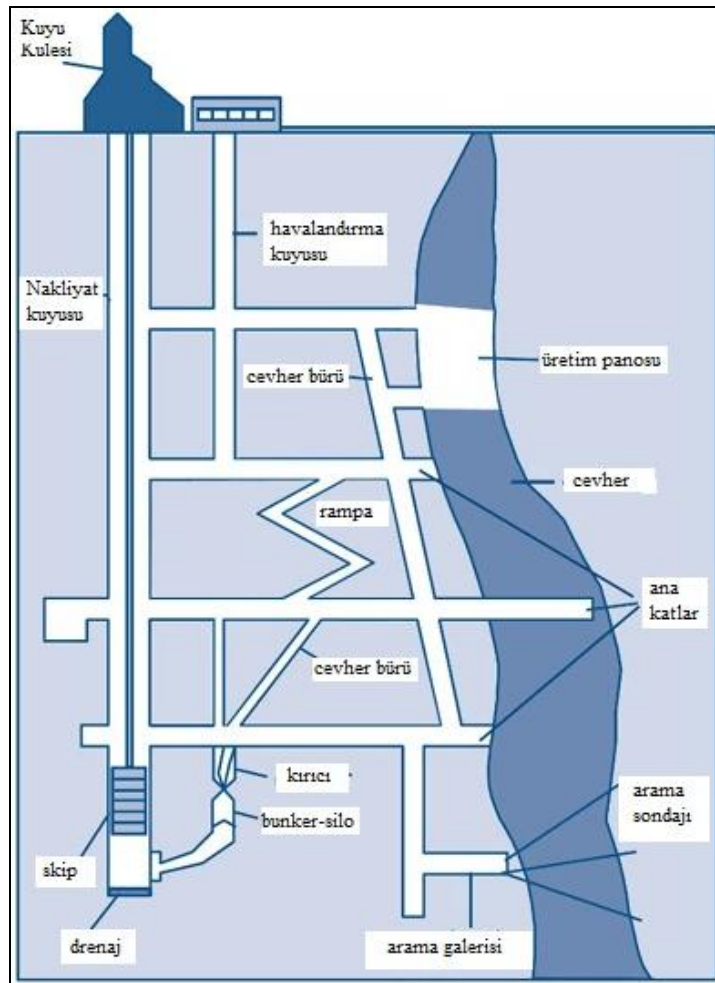 Kuyu
Kulesi
havalandırma
kuyusu
Nakliyat
kuyusu
cevher bürü
üretim panosu
cevher
rampa
ana
katlar
cevher bürü
kırıcı
bunker-silo
arama
sondajı
skip
drenaj
arama galerisi